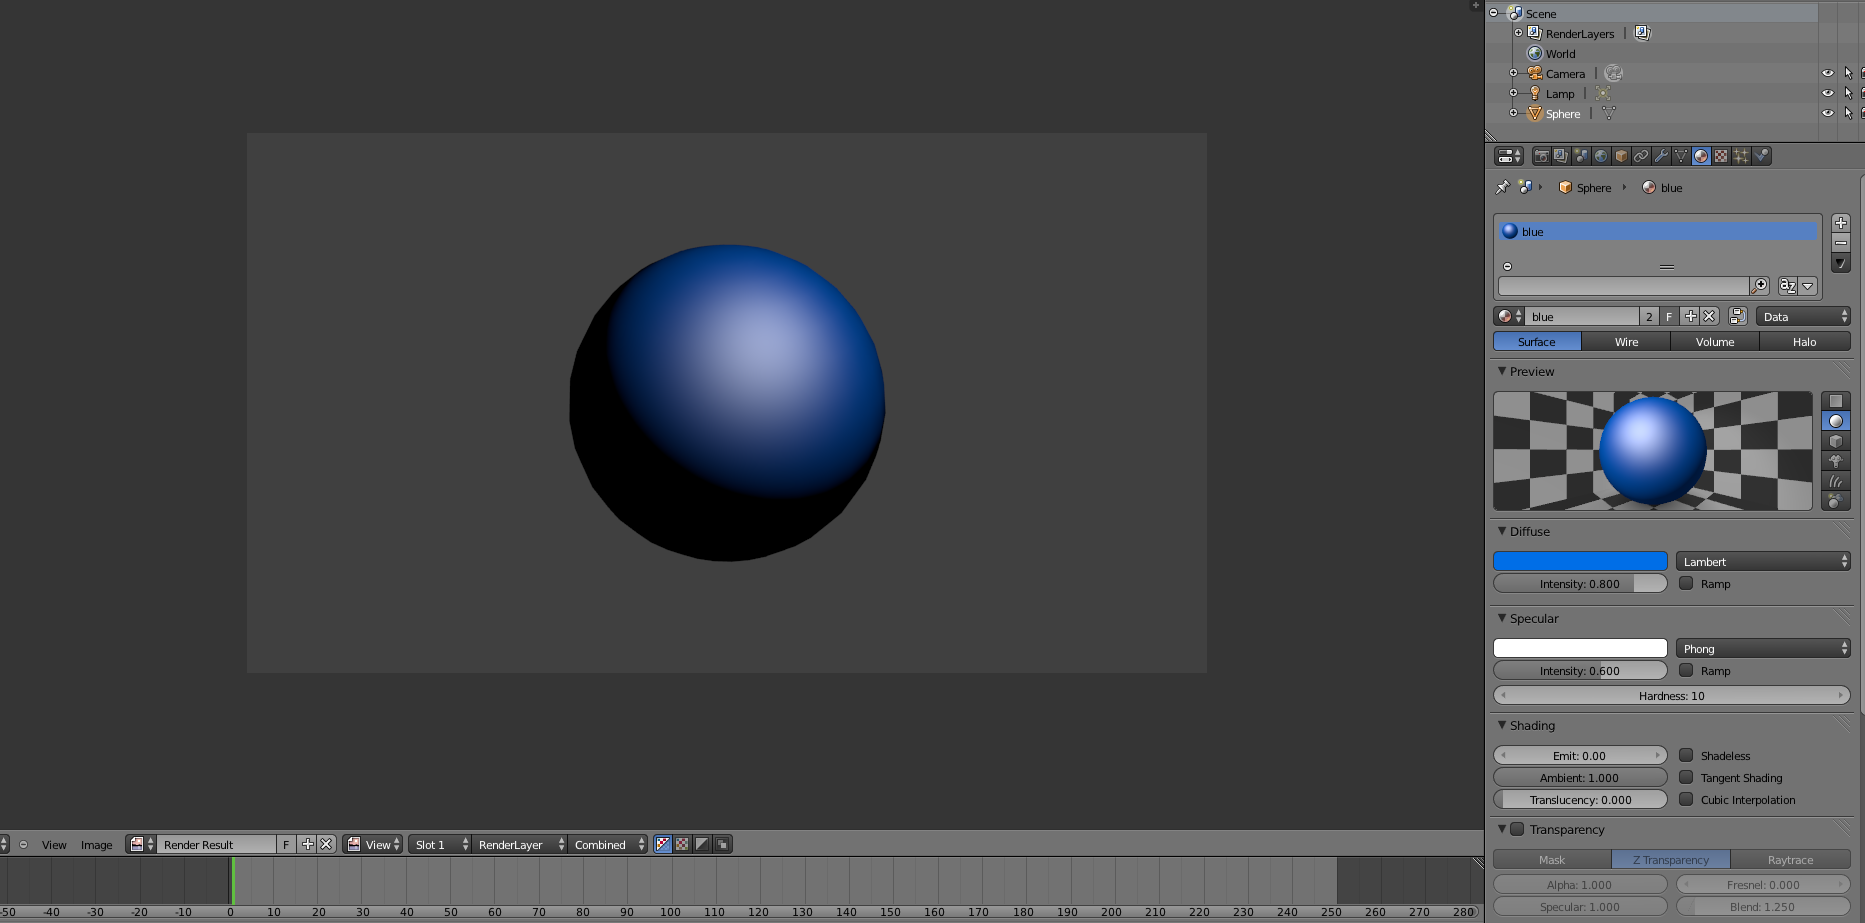 Scene
RenderLayers
World
Camera
Lamp
Sphere
Sphere blue
blue
blue 2 F Data
Surface Wire Volume Halo
Preview
Diffuse
Lambert
Intensity: 0.800 Ramp
Specular
Phong
Intensity: 0.600 Ramp
Hardness: 10
Shading
Emit: 0.00 Shadeless
Ambient: 1.000 Tangent Shading
Translucency: 0.000 Cubic Interpolation
Transparency
Mask Z Transparency Raytrace
Alpha: 1.000 Fresnel: 0.000
Specular: 1.000 Blend: 1.250
View Image Render Result F View Slot 1 RenderLayer Combined
-50 -40 -30 -20 -10 0 10 20 30 40 50 60 70 80 90 100 110 120 130 140 150 160 170 180 190 200 210 220 230 240 250 260 270 280